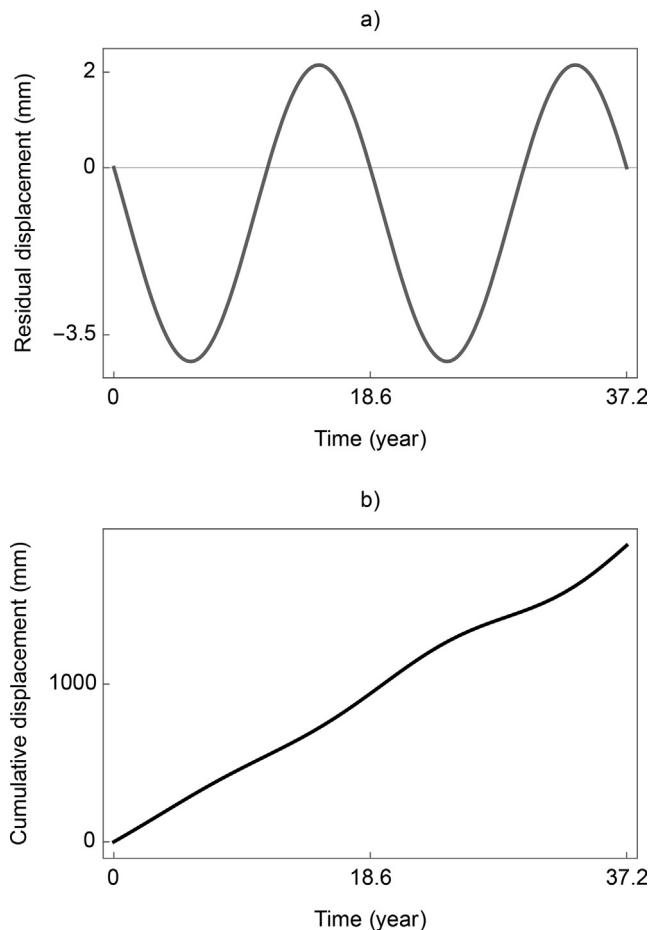 a)
Residual displacement (mm)
2
0
−3.5
0
18.6
37.2
Time (year)
b)
Cumulative displacement (mm)
1000
0
0
18.6
37.2
Time (year)